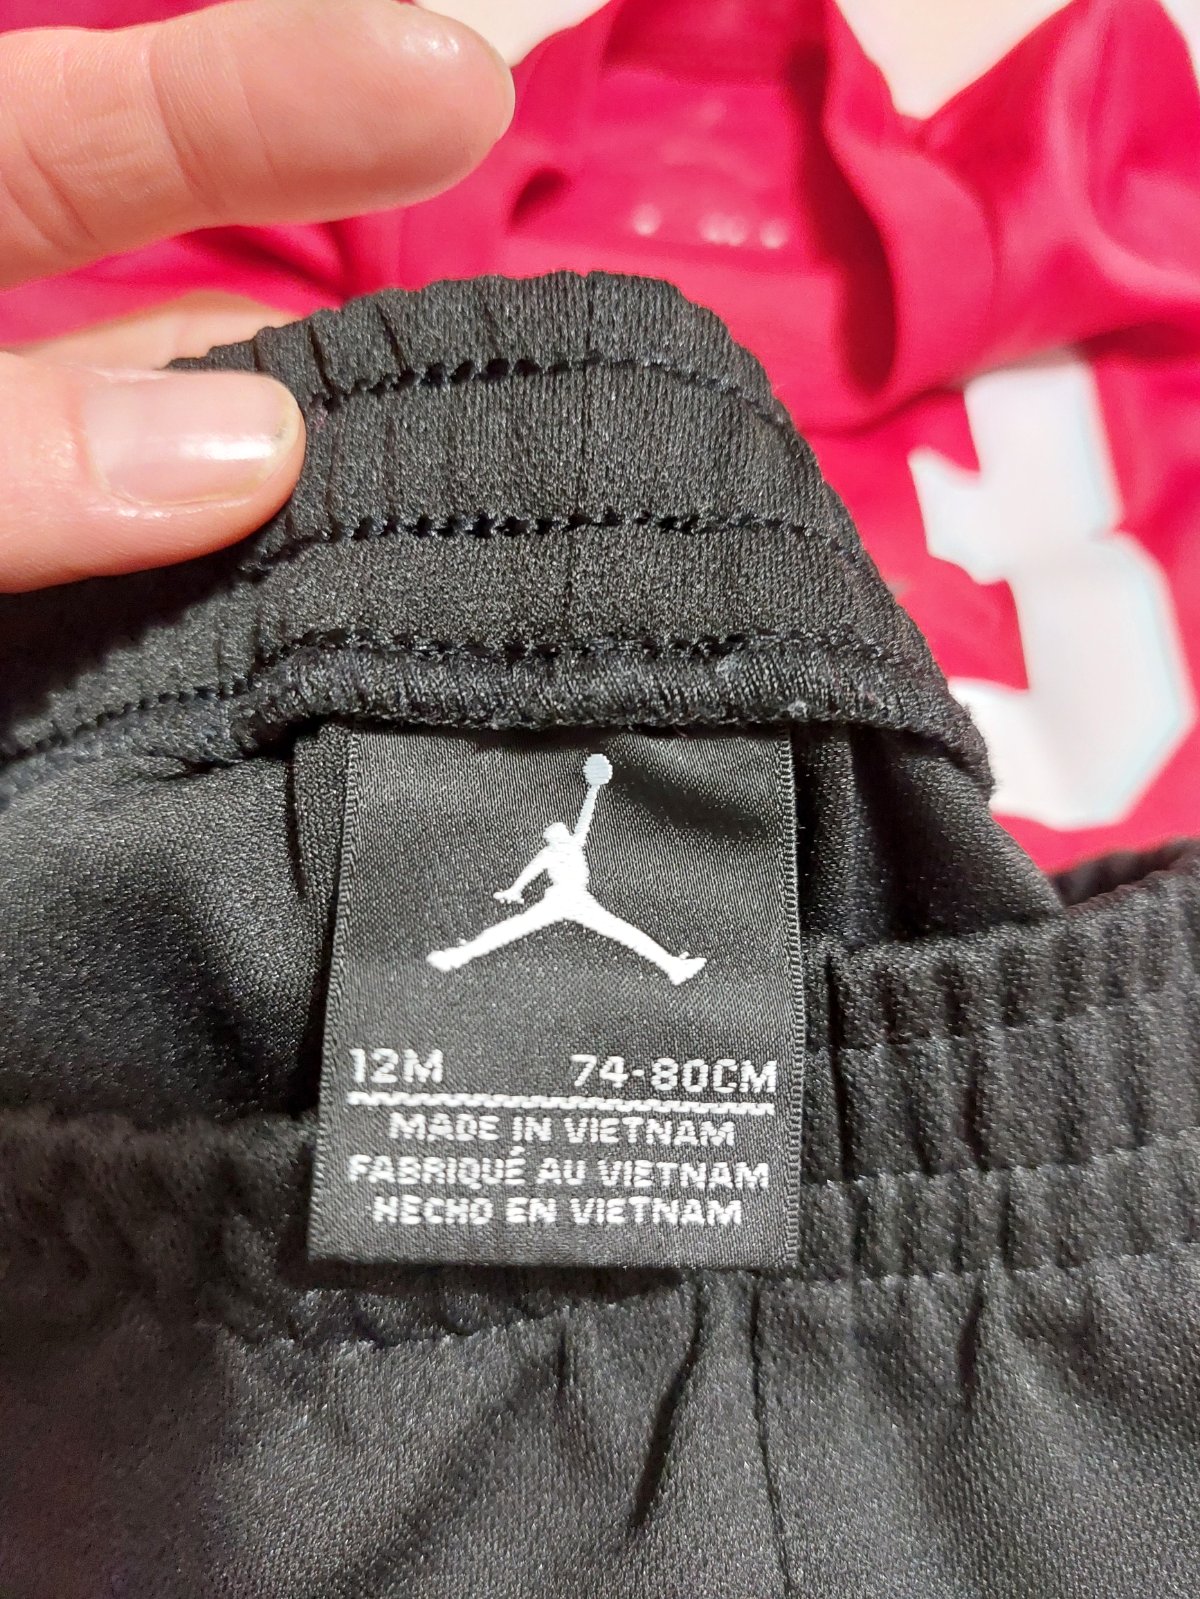 12M 74-80CM
MADE IN VIETNAM
FABRIQUÉ AU VIETNAM
HECHO EN VIETNAM